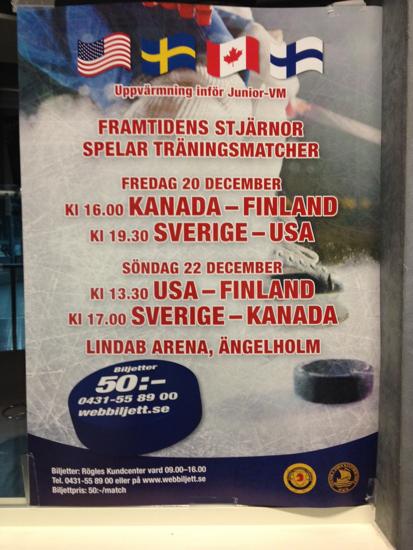 Uppvärmning inför Junior-VM
FRAMTIDENS STJÄRNOR
SPELAR TRÄNINGSMATCHER
FREDAG 20 DECEMBER
Kl 16.00 KANADA – FINLAND
Kl 19.30 SVERIGE – USA
SÖNDAG 22 DECEMBER
Kl 13.30 USA – FINLAND
Kl 17.00 SVERIGE – KANADA
LINDAB ARENA, ÄNGELHOLM
Biljetter
50:-
0431-55 89 00
webbiljett.se
Biljetter: Rögles Kundcenter vard 09.00–16.00
Tel. 0431-55 89 00 eller på www.webbiljett.se
Biljettpris: 50:-/match